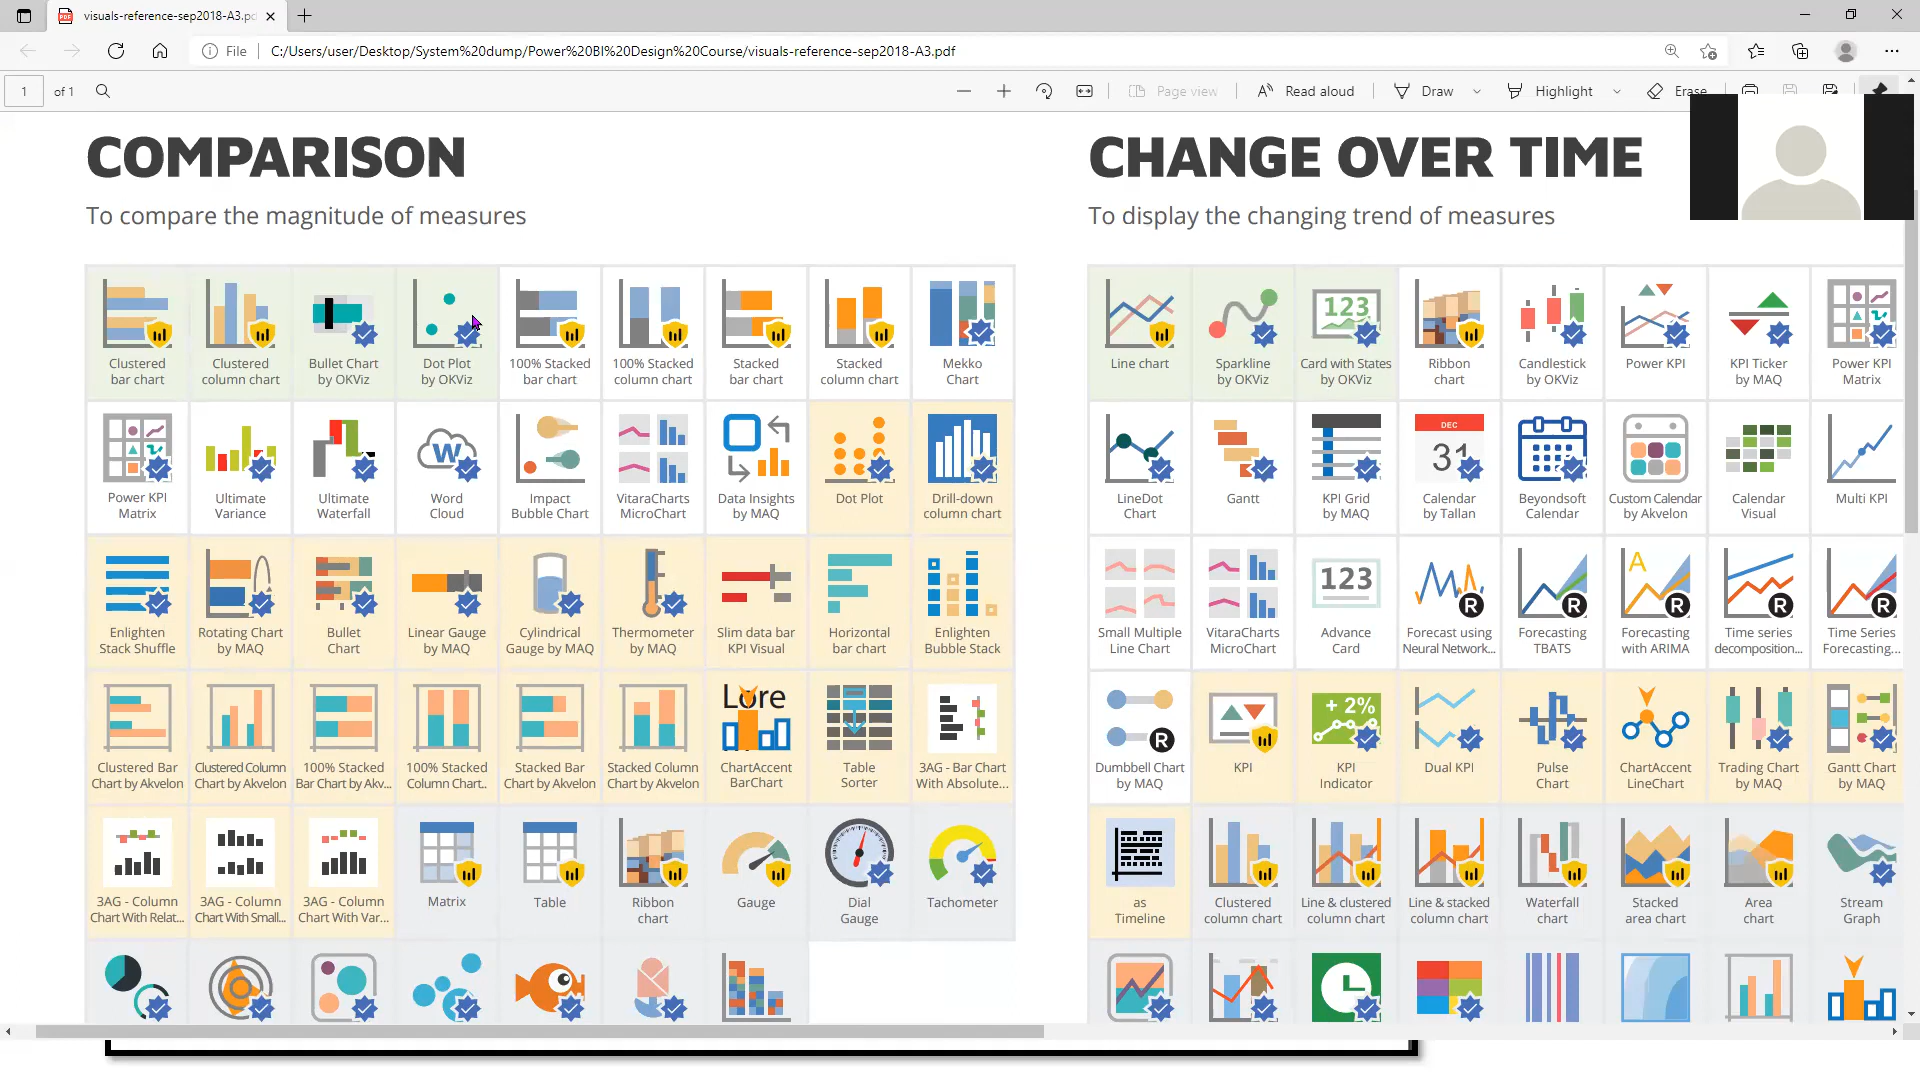 visuals-reference-sep2018-A3.pd
File
C:/Users/user/Desktop/System%20dump/Power%20BI%20Design%20Course/visuals-reference-sep2018-A3.pdf
1 of 1
Page view
Read aloud
Draw
Highlight
Erase
COMPARISON
To compare the magnitude of measures
Clustered bar chart
Clustered column chart
Bullet Chart by OKViz
Dot Plot by OKViz
100% Stacked bar chart
100% Stacked column chart
Stacked bar chart
Stacked column chart
Mekko Chart
Power KPI Matrix
Ultimate Variance
Ultimate Waterfall
W
Word Cloud
Impact Bubble Chart
VitaraCharts MicroChart
Data Insights by MAQ
Dot Plot
Drill-down column chart
Enlighten Stack Shuffle
Rotating Chart by MAQ
Bullet Chart
Linear Gauge by MAQ
Cylindrical Gauge by MAQ
Thermometer by MAQ
Slim data bar KPI Visual
Horizontal bar chart
Enlighten Bubble Stack
Clustered Bar Chart by Akvelon
Clustered Column Chart by Akvelon
100% Stacked Bar Chart by Akv...
100% Stacked Column Chart..
Stacked Bar Chart by Akvelon
Stacked Column Chart by Akvelon
Lore
ChartAccent BarChart
Table Sorter
3AG - Bar Chart With Absolute...
3AG - Column Chart With Relat...
3AG - Column Chart With Small...
3AG - Column Chart With Var...
Matrix
Table
Ribbon chart
Gauge
Dial Gauge
Tachometer
CHANGE OVER TIME
To display the changing trend of measures
Line chart
Sparkline by OKViz
123
Card with States by OKViz
Ribbon chart
Candlestick by OKViz
Power KPI
KPI Ticker by MAQ
Power KPI Matrix
LineDot Chart
Gantt
KPI Grid by MAQ
DEC
31
Calendar by Tallan
Beyondsoft Calendar
Custom Calendar by Akvelon
Calendar Visual
Multi KPI
Small Multiple Line Chart
VitaraCharts MicroChart
123
Advance Card
R
Forecast using Neural Network...
R
Forecasting TBATS
A
R
Forecasting with ARIMA
R
Time series decomposition...
R
Time Series Forecasting...
R
Dumbbell Chart by MAQ
KPI
+ 2%
KPI Indicator
Dual KPI
Pulse Chart
ChartAccent LineChart
Trading Chart by MAQ
Gantt Chart by MAQ
as Timeline
Clustered column chart
Line & clustered column chart
Line & stacked column chart
Waterfall chart
Stacked area chart
Area chart
Stream Graph